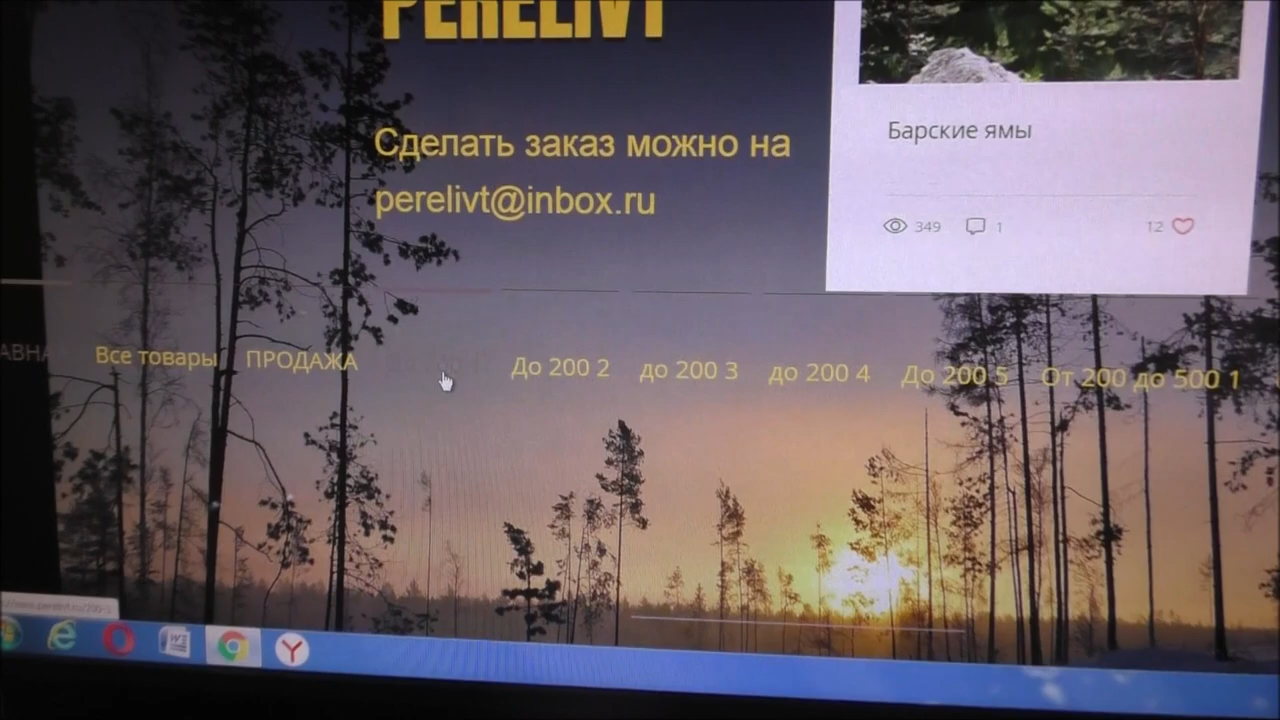 PERELIVT
Сделать заказ можно на
perelivt@inbox.ru
Барские ямы
349 1 12
Все товары ПРОДАЖА До 200 2 до 200 3 до 200 4 До 200 5 От 200 до 500 1